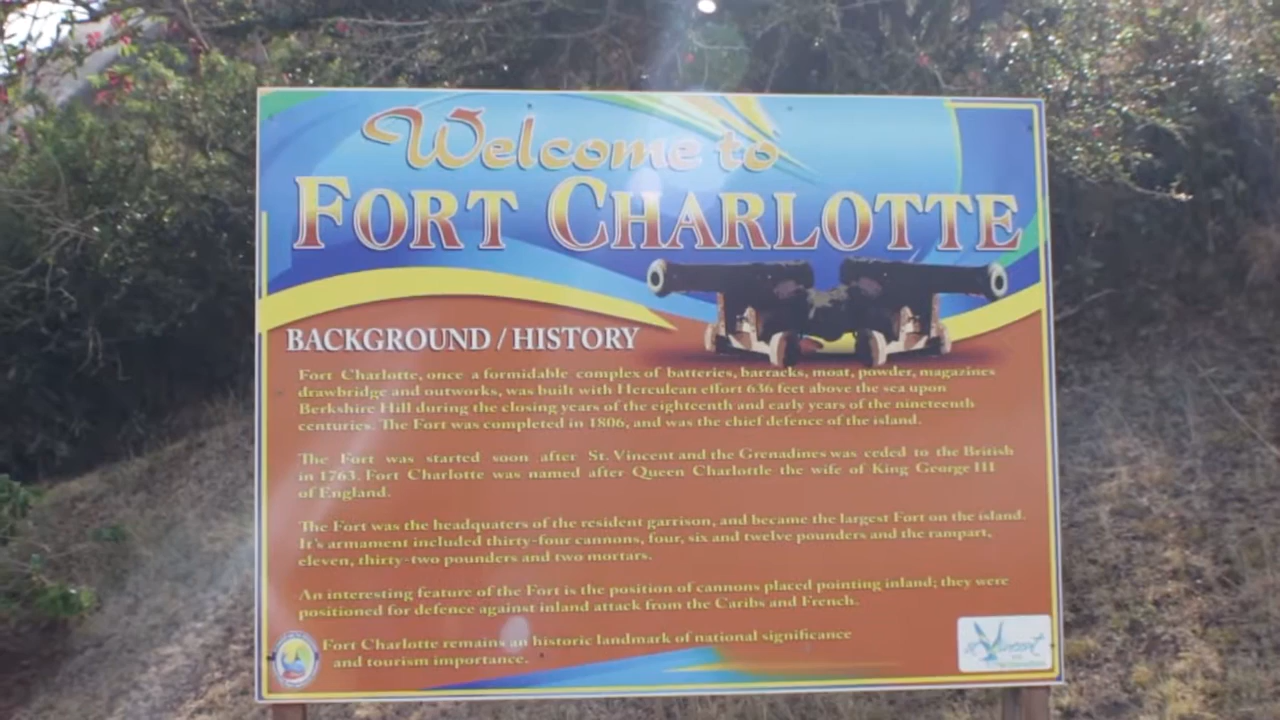 Welcome to
FORT CHARLOTTE
BACKGROUND / HISTORY
Fort Charlotte, once a formidable complex of batteries, barracks, moat, powder, magazines
drawbridge and outworks, was built with Herculean effort 636 feet above the sea upon
Berkshire Hill during the closing years of the eighteenth and early years of the nineteenth
centuries. The Fort was completed in 1806, and was the chief defence of the island.
The Fort was started soon after St. Vincent and the Grenadines was ceded to the British
in 1763. Fort Charlotte was named after Queen Charlottle the wife of King George III
of England.
The Fort was the headquaters of the resident garrison, and became the largest Fort on the island.
It's armament included thirty-four cannons, four, six and twelve pounders and the rampart,
eleven, thirty-two pounders and two mortars.
An interesting feature of the Fort is the position of cannons placed pointing inland; they were
positioned for defence against inland attack from the Caribs and French.
Fort Charlotte remains an historic landmark of national significance
and tourism importance.
St Vincent